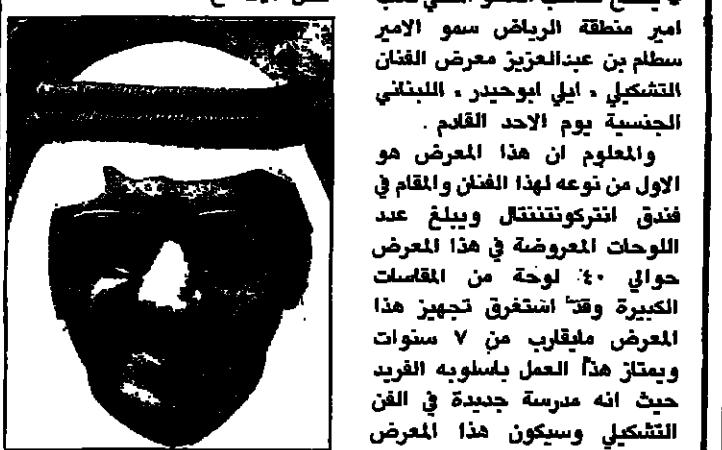 امير منطقة الرياض سمو الامير
سطام بن عبدالعزيز معرض الفنان
التشكيلي ، ايلي ابوحيدر ، اللبناني
الجنسية يوم الاحد القادم .
والمعلوم ان هذا المعرض هو
الاول من نوعه لهذا الفنان والمقام في
فندق انتركونتننتال ويبلغ عدد
اللوحات المعروضة في هذا المعرض
حوالي ٤٠ لوحة من المقاسات
الكبيرة وقد استغرق تجهيز هذا
المعرض مايقارب من ٧ سنوات
ويمتاز هذا العمل باسلوبه الفريد
حيث انه مدرسة جديدة في الفن
التشكيلي وسيكون هذا المعرض